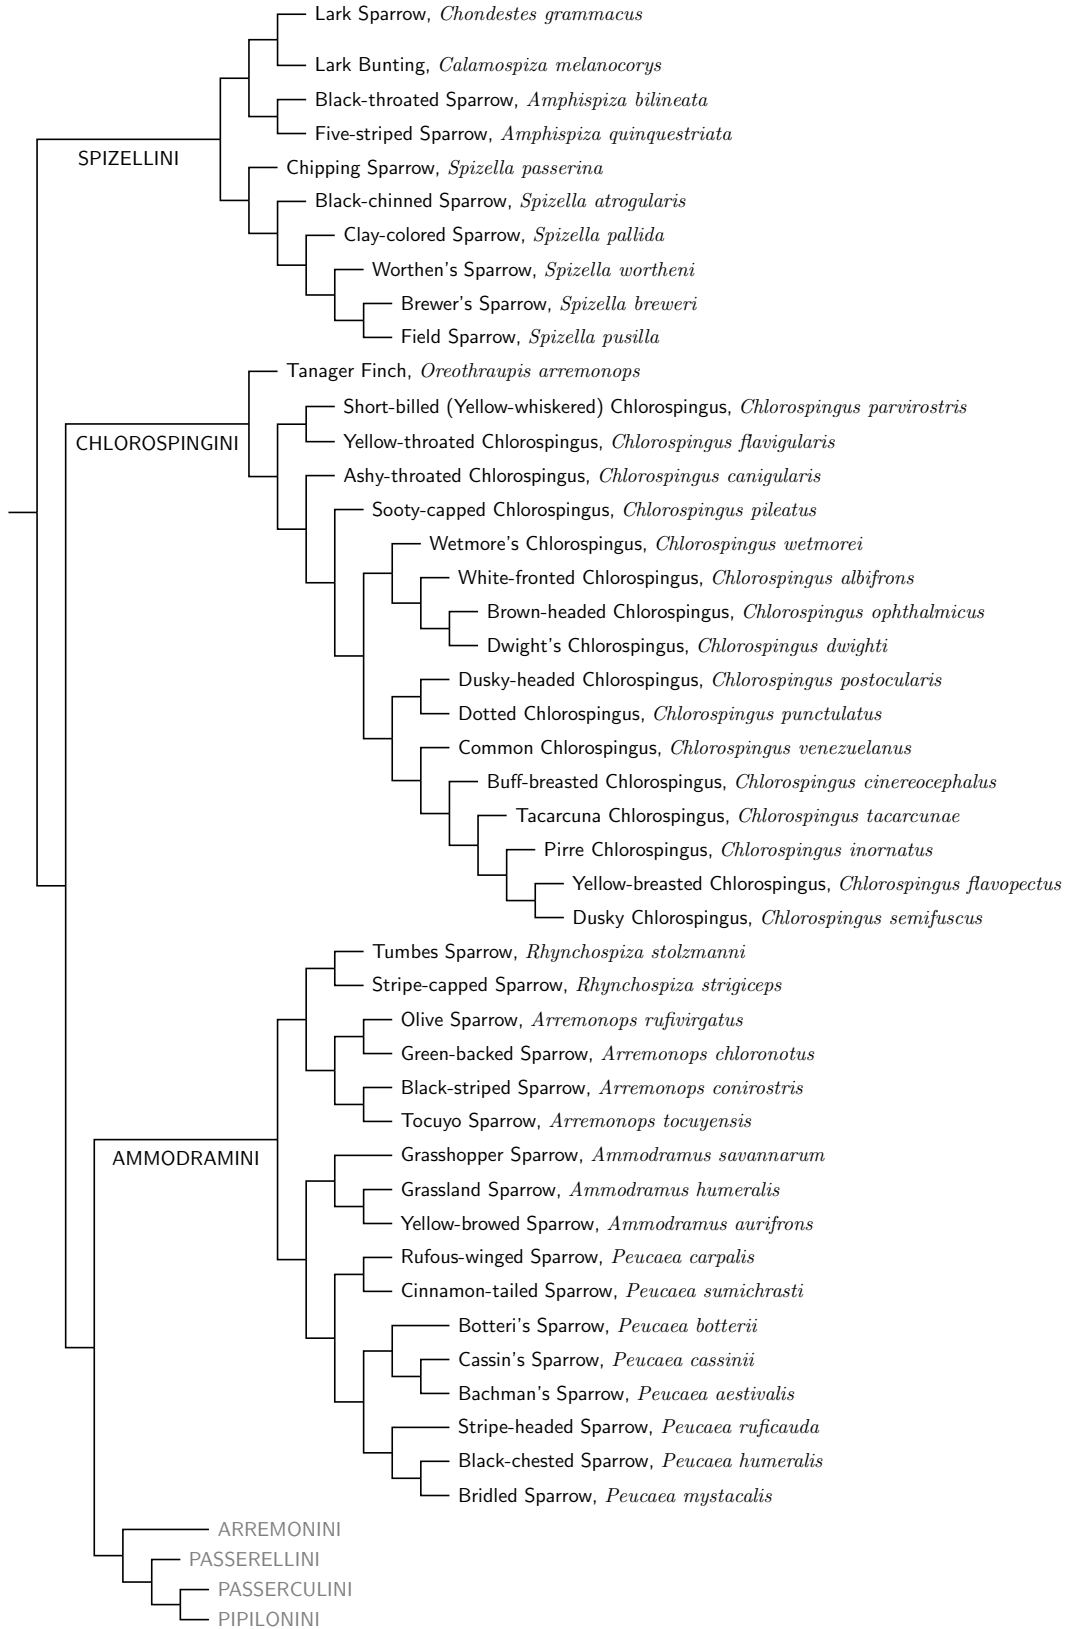 Lark Sparrow, Chondestes grammacus
Lark Bunting, Calamospiza melanocorys
Black-throated Sparrow, Amphispiza bilineata
Five-striped Sparrow, Amphispiza quinquestriata
SPIZELLINI
Chipping Sparrow, Spizella passerina
Black-chinned Sparrow, Spizella atrogularis
Clay-colored Sparrow, Spizella pallida
Worthen's Sparrow, Spizella wortheni
Brewer's Sparrow, Spizella breweri
Field Sparrow, Spizella pusilla
Tanager Finch, Oreothraupis arremonops
Short-billed (Yellow-whiskered) Chlorospingus, Chlorospingus parvirostris
CHLOROSPINGINI
Yellow-throated Chlorospingus, Chlorospingus flavigularis
Ashy-throated Chlorospingus, Chlorospingus canigularis
Sooty-capped Chlorospingus, Chlorospingus pileatus
Wetmore's Chlorospingus, Chlorospingus wetmorei
White-fronted Chlorospingus, Chlorospingus albifrons
Brown-headed Chlorospingus, Chlorospingus ophthalmicus
Dwight's Chlorospingus, Chlorospingus dwighti
Dusky-headed Chlorospingus, Chlorospingus postocularis
Dotted Chlorospingus, Chlorospingus punctulatus
Common Chlorospingus, Chlorospingus venezuelanus
Buff-breasted Chlorospingus, Chlorospingus cinereocephalus
Tacarcuna Chlorospingus, Chlorospingus tacarcunae
Pirre Chlorospingus, Chlorospingus inornatus
Yellow-breasted Chlorospingus, Chlorospingus flavopectus
Dusky Chlorospingus, Chlorospingus semifuscus
Tumbes Sparrow, Rhynchospiza stolzmanni
Stripe-capped Sparrow, Rhynchospiza strigiceps
Olive Sparrow, Arremonops rufivirgatus
Green-backed Sparrow, Arremonops chloronotus
Black-striped Sparrow, Arremonops conirostris
Tocuyo Sparrow, Arremonops tocuyensis
AMMODRAMINI
Grasshopper Sparrow, Ammodramus savannarum
Grassland Sparrow, Ammodramus humeralis
Yellow-browed Sparrow, Ammodramus aurifrons
Rufous-winged Sparrow, Peucaea carpalis
Cinnamon-tailed Sparrow, Peucaea sumichrasti
Botteri's Sparrow, Peucaea botterii
Cassin's Sparrow, Peucaea cassinii
Bachman's Sparrow, Peucaea aestivalis
Stripe-headed Sparrow, Peucaea ruficauda
Black-chested Sparrow, Peucaea humeralis
Bridled Sparrow, Peucaea mystacalis
ARREMONINI
PASSERELLINI
PASSERCULINI
PIPILONINI